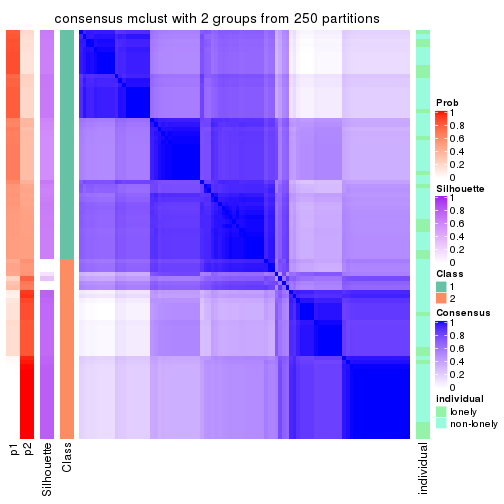 consensus mclust with 2 groups from 250 partitions
Prob
1
0.8
0.6
0.4
0.2
0
Silhouette
1
0.8
0.6
0.4
0.2
0
Class
1
2
Consensus
1
0.8
0.6
0.4
0.2
0
individual
lonely
non-lonely
p1
p2
Silhouette
Class
individual